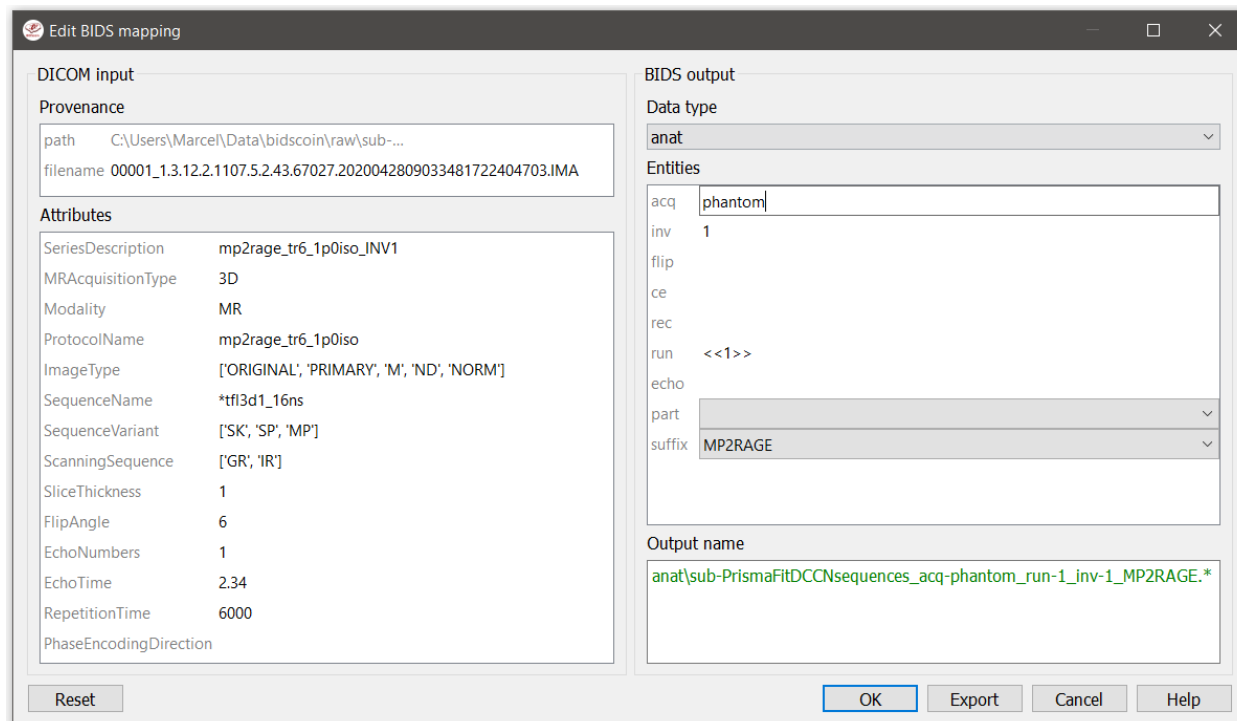 Edit BIDS mapping
DICOM input
Provenance
path C:\Users\Marcel\Data\bidscoin\raw\sub-...
filename 00001_1.3.12.2.1107.5.2.43.67027.2020042809033481722404703.IMA
Attributes
SeriesDescription mp2rage_tr6_1p0iso_INV1
MRAcquisitionType 3D
Modality MR
ProtocolName mp2rage_tr6_1p0iso
ImageType ['ORIGINAL', 'PRIMARY', 'M', 'ND', 'NORM']
SequenceName *tfl3d1_16ns
SequenceVariant ['SK', 'SP', 'MP']
ScanningSequence ['GR', 'IR']
SliceThickness 1
FlipAngle 6
EchoNumbers 1
EchoTime 2.34
RepetitionTime 6000
PhaseEncodingDirection
BIDS output
Data type
anat
Entities
acq phantom
inv 1
flip
ce
rec
run <<1>>
echo
part
suffix MP2RAGE
Output name
anat\sub-PrismaFitDCCNsequences_acq-phantom_run-1_inv-1_MP2RAGE.*
Reset OK Export Cancel Help